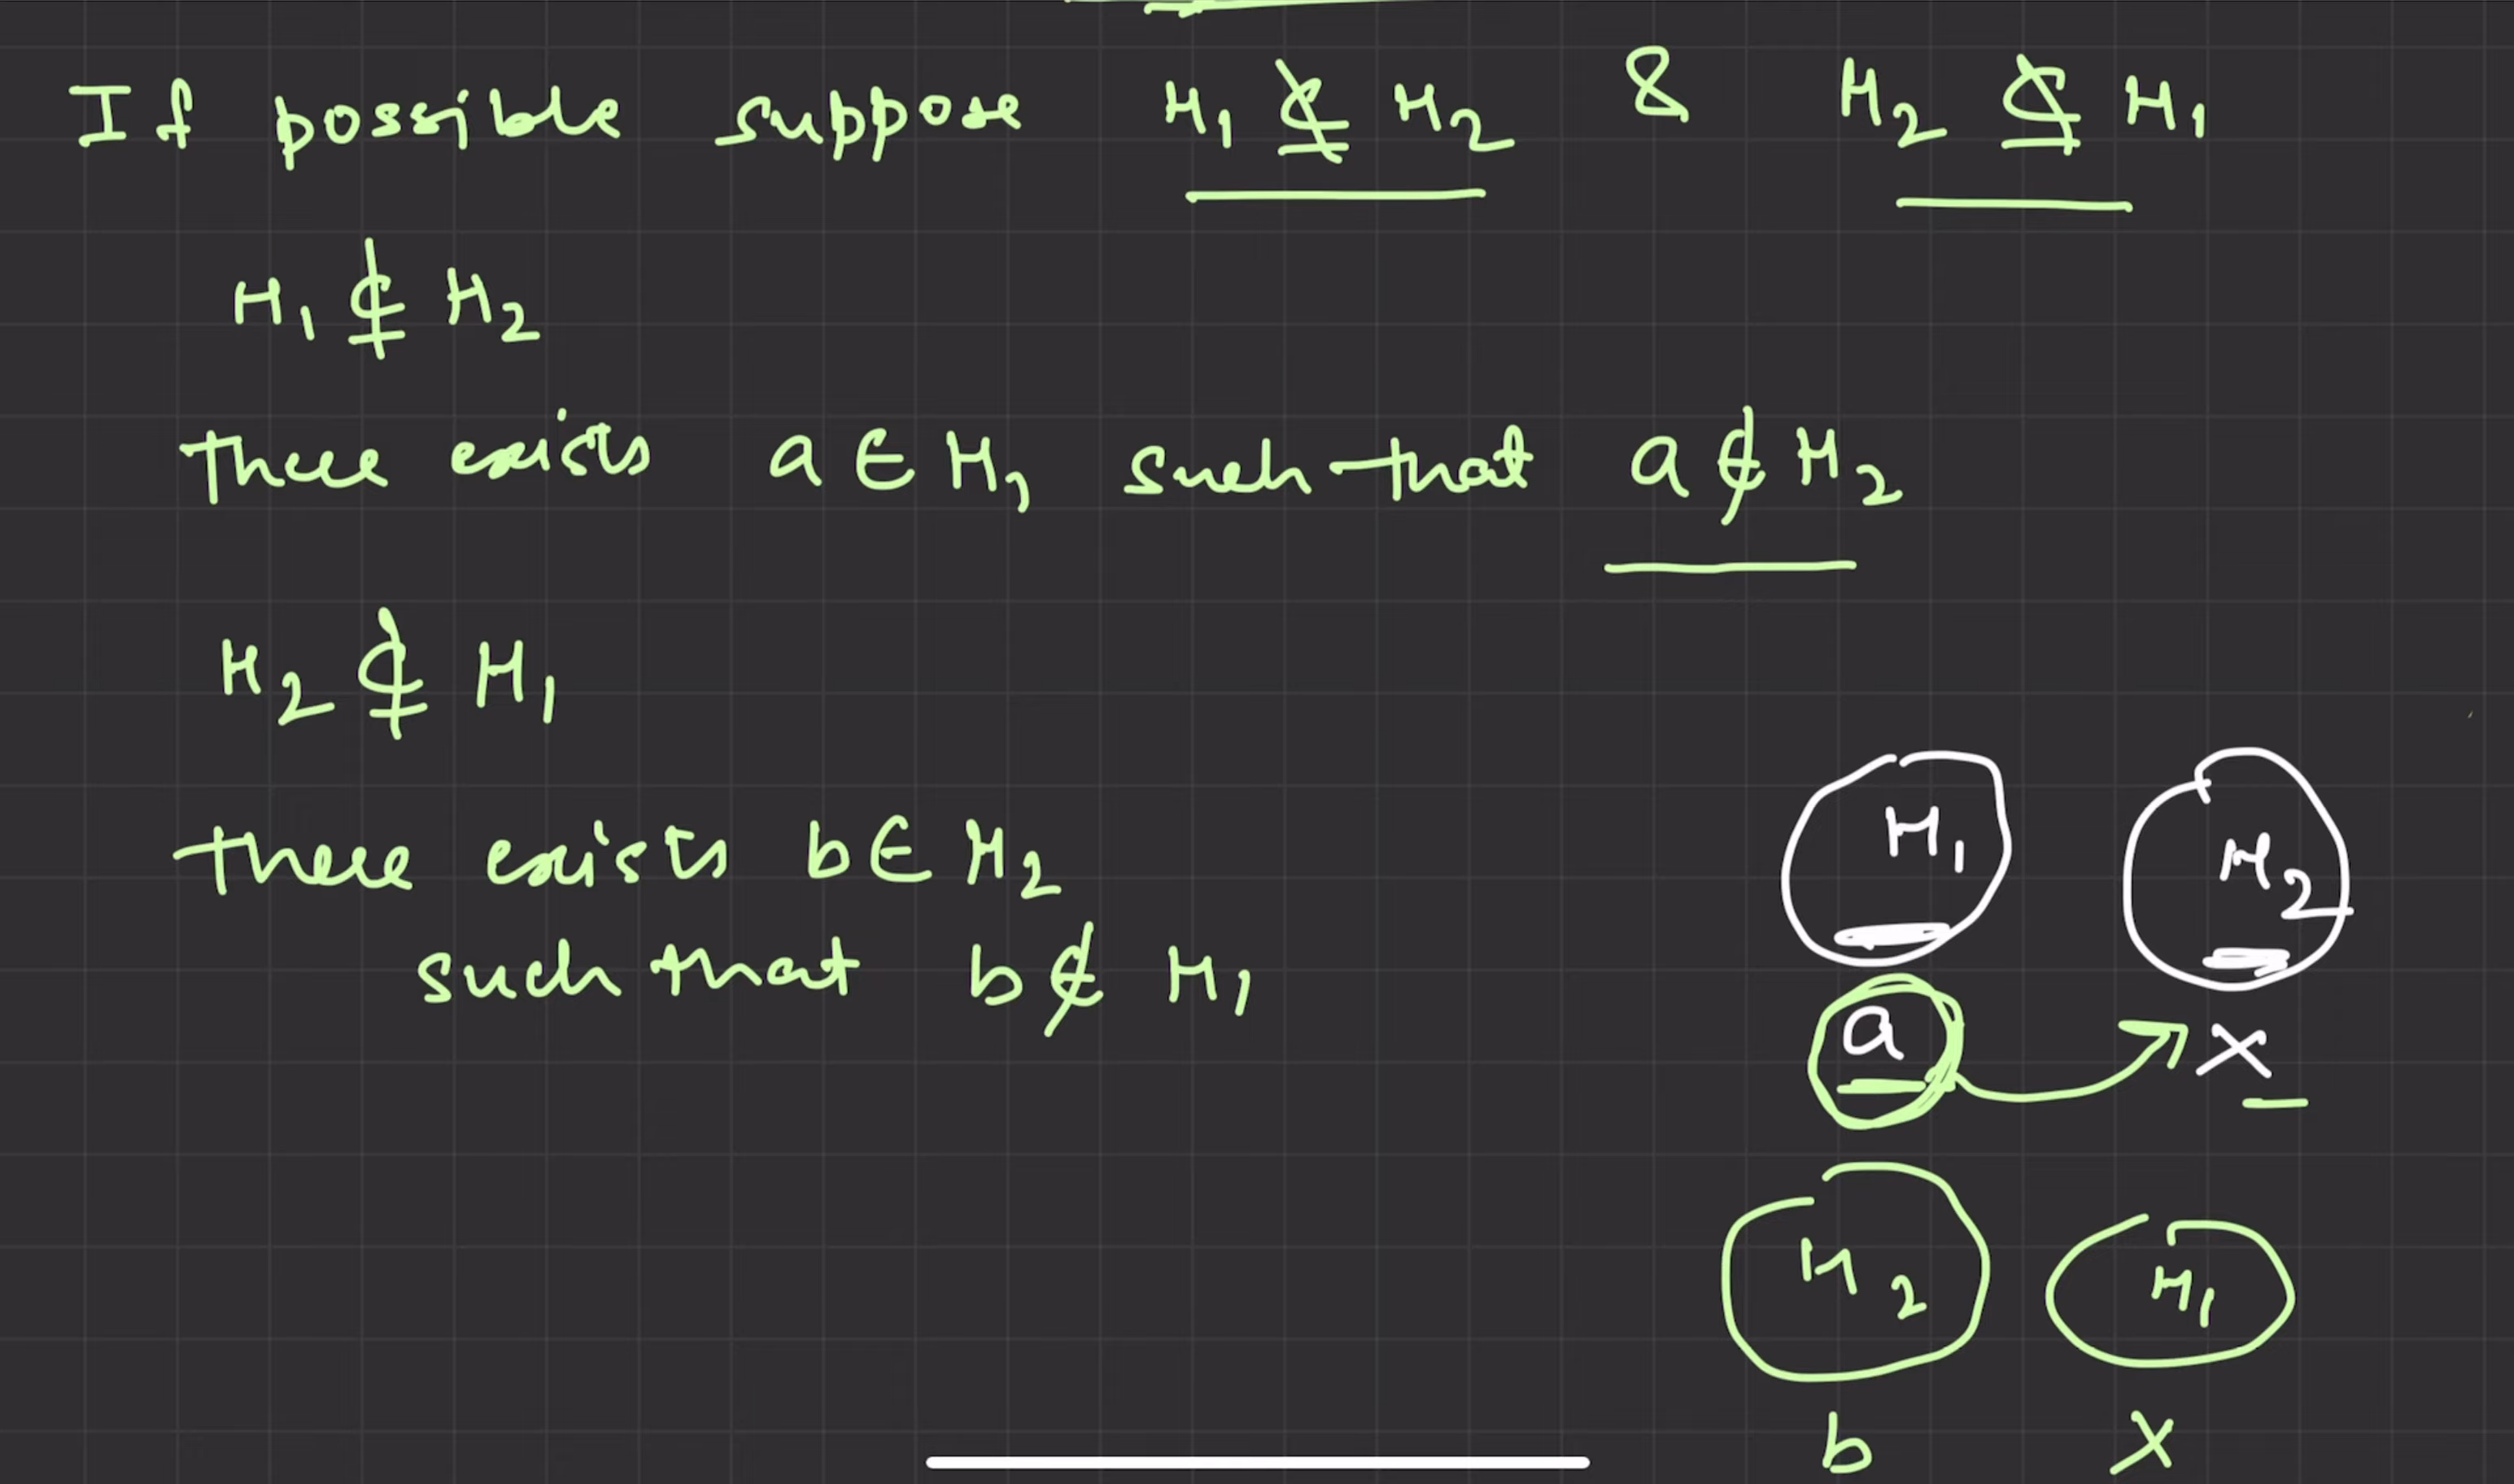 If possible suppose H₁ ⊈ H₂ & H₂ ⊈ H₁
H₁ ⊈ H₂
There exists a ∈ H₁ such that a ∉ H₂
H₂ ⊈ H₁
there exists b ∈ H₂
such that b ∉ H₁
H₁ H₂
a X
H₂ H₁
b X